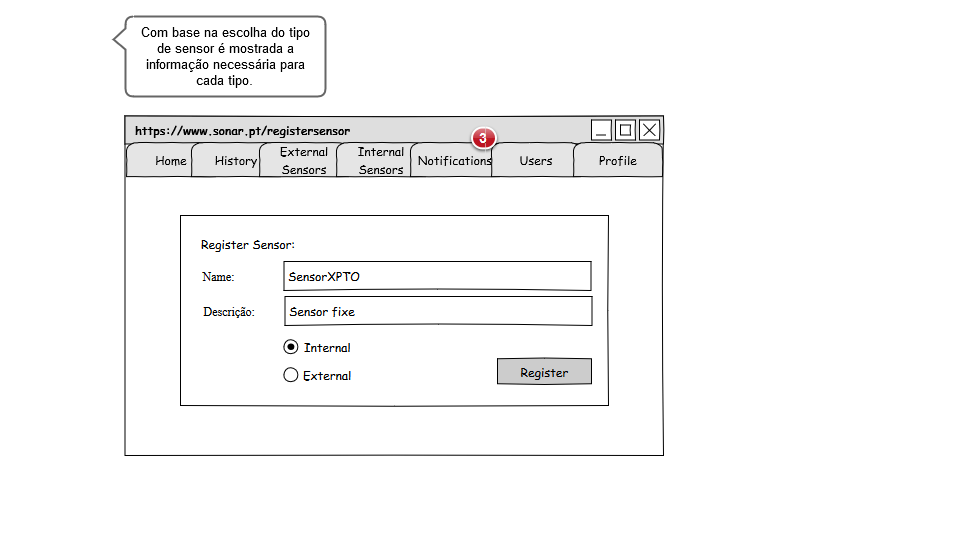 Com base na escolha do tipo
de sensor é mostrada a
informação necessária para
cada tipo.
https://www.sonar.pt/registersensor
3
Home History External Sensors Internal Sensors Notifications Users Profile
Register Sensor:
Name: SensorXPTO
Descrição: Sensor fixe
Internal
External
Register